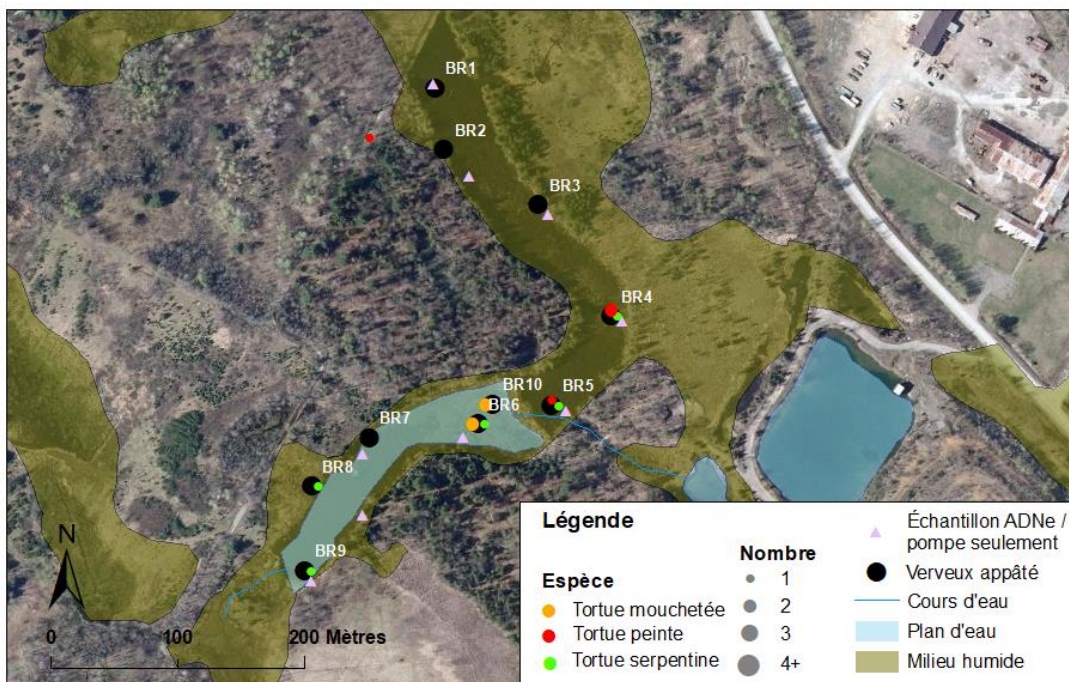 BR1
BR2
BR3
BR4
BR10
BR5
BR6
BR7
BR8
BR9
N
0 100 200 Mètres
Légende
Espèce
Tortue mouchetée
Tortue peinte
Tortue serpentine
Nombre
1
2
3
4+
Échantillon ADNe /
pompe seulement
Verveux appâté
Cours d'eau
Plan d'eau
Milieu humide